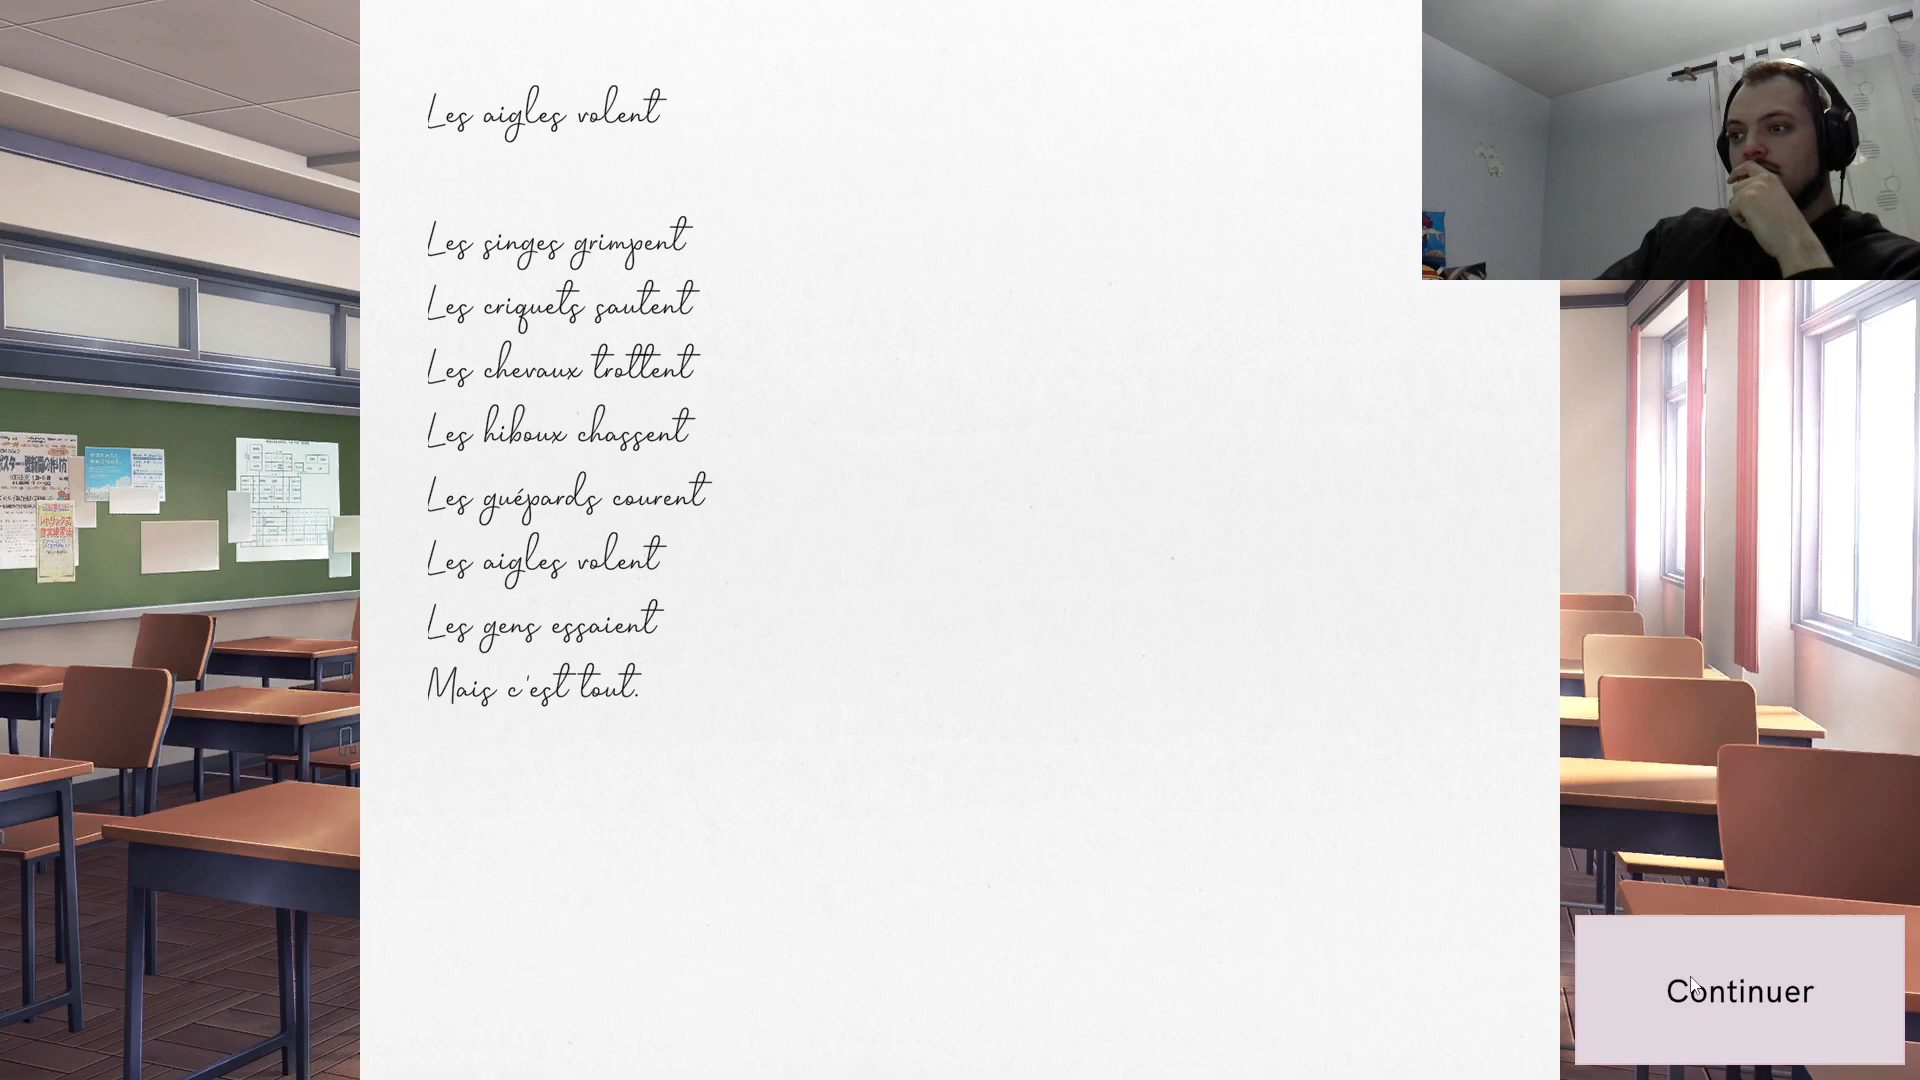 Les aigles volent
Les singes grimpent
Les criquets sautent
Les chevaux trottent
Les hiboux chassent
Les guépards courent
Les aigles volent
Les gens essaient
Mais c'est tout.
Continuer